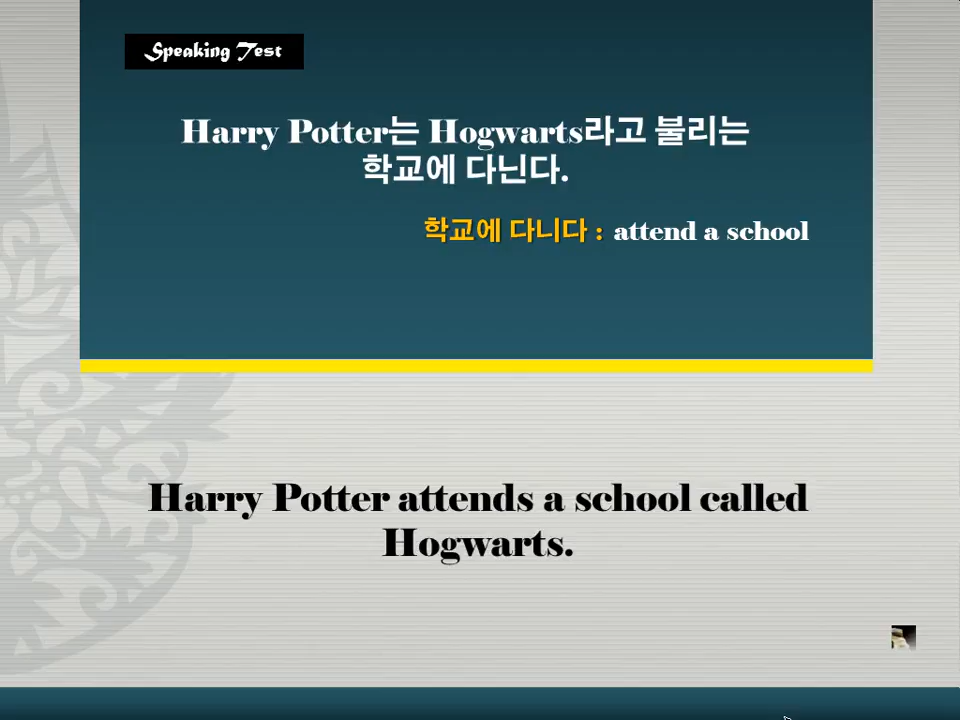 Speaking Test
Harry Potter는 Hogwarts라고 불리는
학교에 다닌다.
학교에 다니다 : attend a school
Harry Potter attends a school called
Hogwarts.